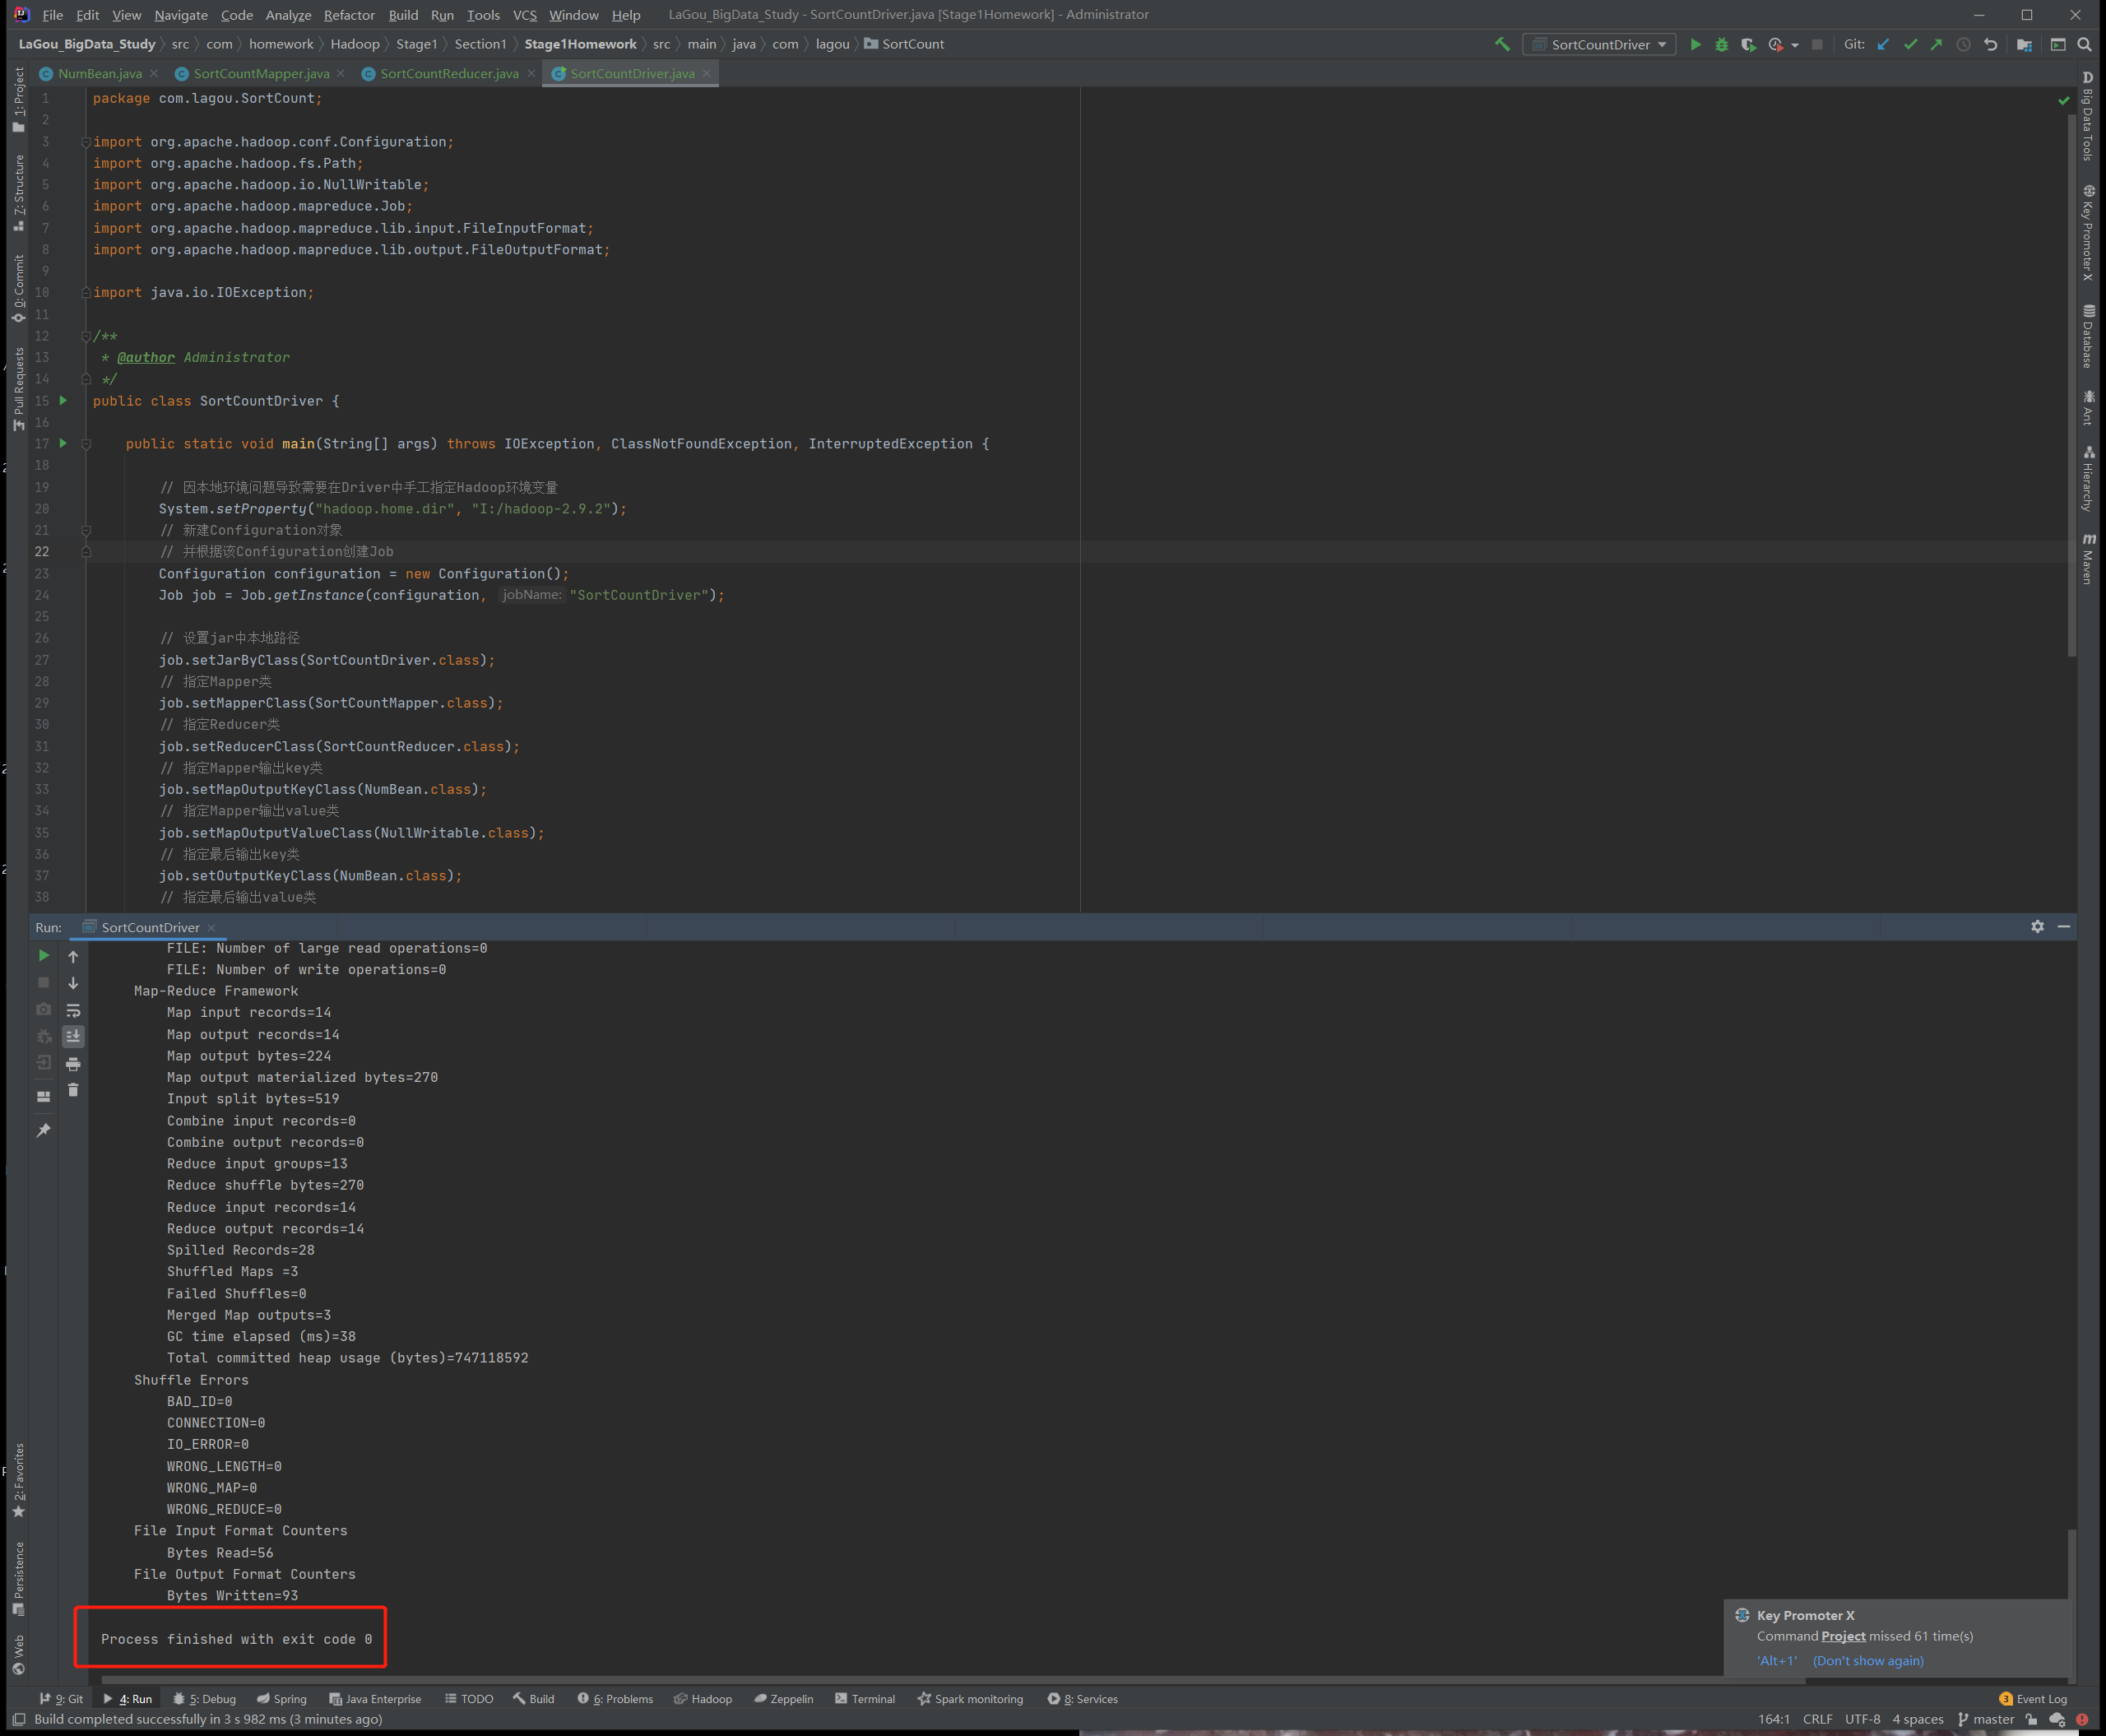 File Edit View Navigate Code Analyze Refactor Build Run Tools VCS Window Help LaGou_BigData_Study - SortCountDriver.java [Stage1Homework] - Administrator
LaGou_BigData_Study src com homework Hadoop Stage1 Section1 Stage1Homework src main java com lagou SortCount SortCountDriver Git:
NumBean.java SortCountMapper.java SortCountReducer.java SortCountDriver.java
1 package com.lagou.SortCount;
2
3 import org.apache.hadoop.conf.Configuration;
4 import org.apache.hadoop.fs.Path;
5 import org.apache.hadoop.io.NullWritable;
6 import org.apache.hadoop.mapreduce.Job;
7 import org.apache.hadoop.mapreduce.lib.input.FileInputFormat;
8 import org.apache.hadoop.mapreduce.lib.output.FileOutputFormat;
9
10 import java.io.IOException;
11
12 /**
13 * @author Administrator
14 */
15 public class SortCountDriver {
16
17 public static void main(String[] args) throws IOException, ClassNotFoundException, InterruptedException {
18
19 // 因本地环境问题导致需要在Driver中手工指定Hadoop环境变量
20 System.setProperty("hadoop.home.dir", "I:/hadoop-2.9.2");
21 // 新建Configuration对象
22 // 并根据该Configuration创建Job
23 Configuration configuration = new Configuration();
24 Job job = Job.getInstance(configuration, jobName: "SortCountDriver");
25
26 // 设置jar中本地路径
27 job.setJarByClass(SortCountDriver.class);
28 // 指定Mapper类
29 job.setMapperClass(SortCountMapper.class);
30 // 指定Reducer类
31 job.setReducerClass(SortCountReducer.class);
32 // 指定Mapper输出key类
33 job.setMapOutputKeyClass(NumBean.class);
34 // 指定Mapper输出value类
35 job.setMapOutputValueClass(NullWritable.class);
36 // 指定最后输出key类
37 job.setOutputKeyClass(NumBean.class);
38 // 指定最后输出value类
1: Project
Z: Structure
0: Commit
Pull Requests
2: Favorites
Persistence
Web
D Big Data Tools
Key Promoter X
Database
Ant
Hierarchy
m Maven
Run: SortCountDriver
FILE: Number of large read operations=0
FILE: Number of write operations=0
Map-Reduce Framework
Map input records=14
Map output records=14
Map output bytes=224
Map output materialized bytes=270
Input split bytes=519
Combine input records=0
Combine output records=0
Reduce input groups=13
Reduce shuffle bytes=270
Reduce input records=14
Reduce output records=14
Spilled Records=28
Shuffled Maps =3
Failed Shuffles=0
Merged Map outputs=3
GC time elapsed (ms)=38
Total committed heap usage (bytes)=747118592
Shuffle Errors
BAD_ID=0
CONNECTION=0
IO_ERROR=0
WRONG_LENGTH=0
WRONG_MAP=0
WRONG_REDUCE=0
File Input Format Counters
Bytes Read=56
File Output Format Counters
Bytes Written=93
Process finished with exit code 0
Key Promoter X
Command Project missed 61 time(s)
'Alt+1' (Don't show again)
9: Git 4: Run 5: Debug Spring Java Enterprise TODO Build 6: Problems Hadoop Zeppelin Terminal Spark monitoring 8: Services 3 Event Log
Build completed successfully in 3 s 982 ms (3 minutes ago) 164:1 CRLF UTF-8 4 spaces master